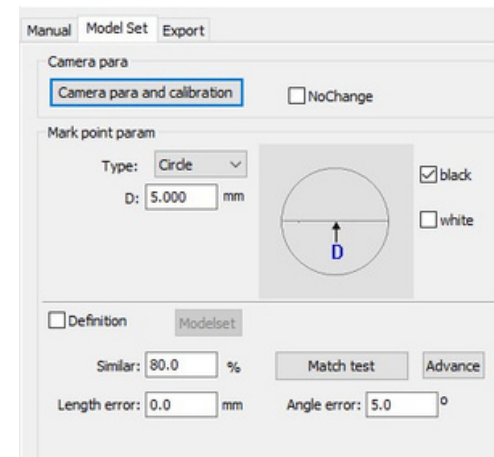 Manual Model Set Export
Camera para
Camera para and calibration NoChange
Mark point param
Type: Circle black
D: 5.000 mm
white
D
Definition Modelset
Similar: 80.0 % Match test Advance
Length error: 0.0 mm Angle error: 5.0 °